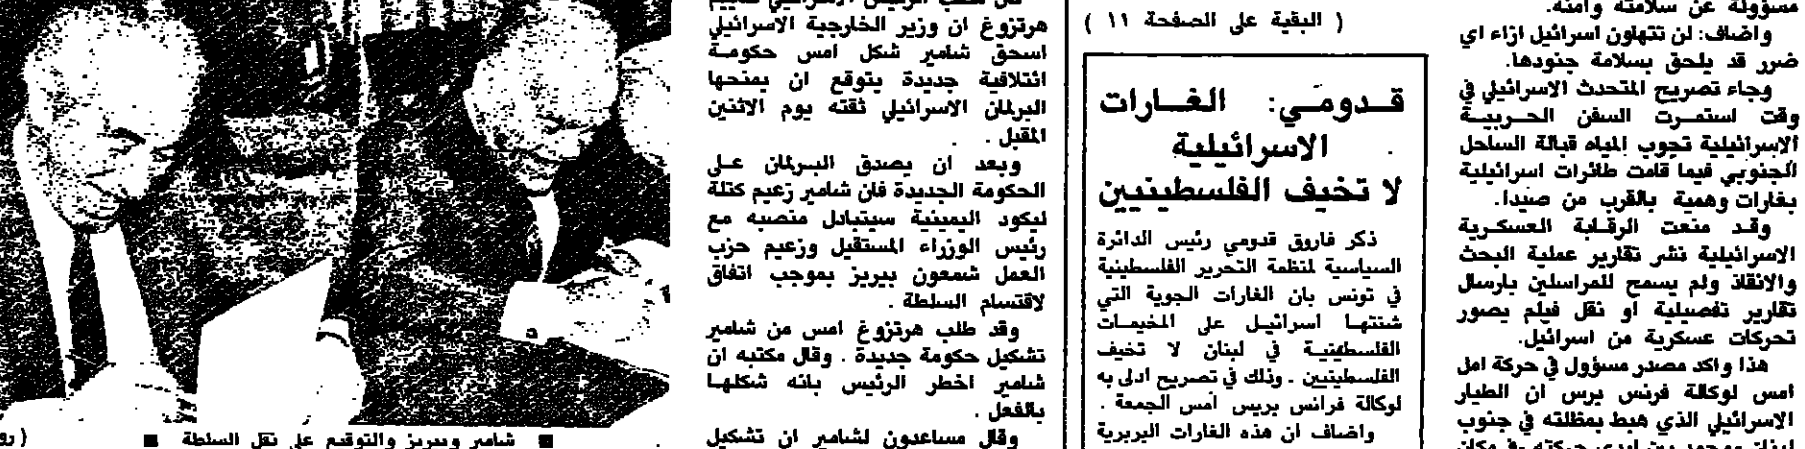 مسؤولة عن سلامته وامنه.
واضاف: لن تتهاون اسرائيل ازاء اي
ضرر قد يلحق بسلامة جنودها.
وجاء تصريح المتحدث الاسرائيلي في
وقت استمرت السفن الحربية
الاسرائيلية تجوب المياه قبالة الساحل
الجنوبي فيما قامت طائرات اسرائيلية
بغارات وهمية بالقرب من صيدا.
وقد منعت الرقابة العسكرية
الاسرائيلية نشر تقارير عملية البحث
والانقاذ ولم يسمح للمراسلين بارسال
تقارير تفصيلية او نقل فيلم يصور
تحركات عسكرية من اسرائيل.
هذا واكد مصدر مسؤول في حركة امل
امس لوكالة فرنس برس ان الطيار
الاسرائيلي الذي هبط بمظلته في جنوب
( البقية على الصفحة ١١ )
قدومي: الغارات
الاسرائيلية
لا تخيف الفلسطينيين
ذكر فاروق قدومي رئيس الدائرة
السياسية لمنظمة التحرير الفلسطينية
في تونس بان الغارات الجوية التي
شنتها اسرائيل على المخيمات
الفلسطينية في لبنان لا تخيف
الفلسطينيين . وذلك في تصريح ادلى به
لوكالة فرانس بريس امس الجمعة .
واضاف ان هذه الغارات البربرية
هرتزوغ ان وزير الخارجية الاسرائيلي
اسحق شامير شكل امس حكومة
ائتلافية جديدة يتوقع ان يمنحها
البرلمان الاسرائيلي ثقته يوم الاثنين
المقبل .
وبعد ان يصدق البرلمان على
الحكومة الجديدة فان شامير زعيم كتلة
ليكود اليمينية سيتبادل منصبه مع
رئيس الوزراء المستقيل وزعيم حزب
العمل شمعون بيريز بموجب اتفاق
لاقتسام السلطة .
وقد طلب هرتزوغ امس من شامير
تشكيل حكومة جديدة . وقال مكتبه ان
شامير اخطر الرئيس بانه شكلها
بالفعل .
وقال مساعدون لشامير ان تشكيل
■ شامير وبيريز والتوقيع على نقل السلطة ■